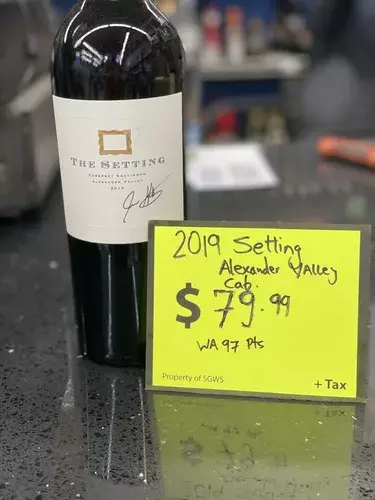 THE SETTING
CABERNET SAUVIGNON
ALEXANDER VALLEY
2019
2019 Setting
Alexander VAlley
Cab.
$79.99
WA 97 Pts
Property of SGWS
+ Tax